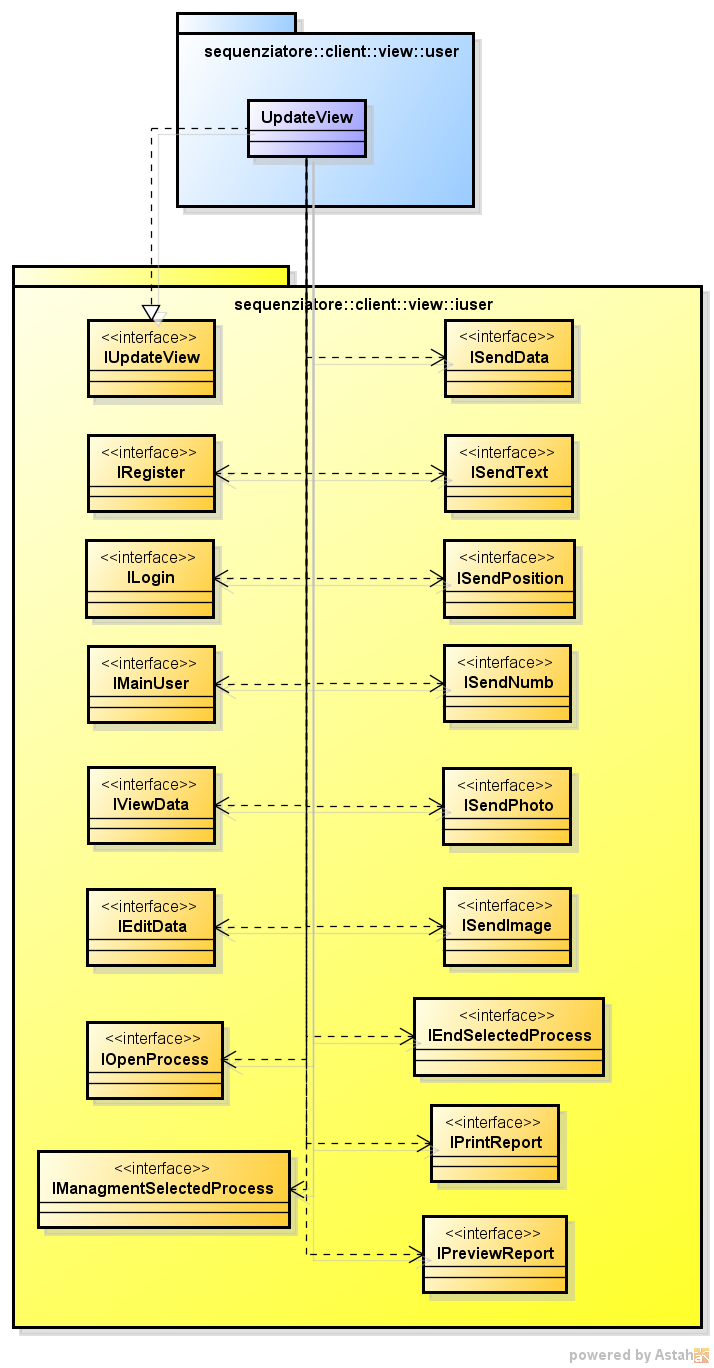 sequenziatore::client::view::user
UpdateView
sequenziatore::client::view::iuser
<<interface>>
IUpdateView
<<interface>>
ISendData
<<interface>>
IRegister
<<interface>>
ISendText
<<interface>>
ILogin
<<interface>>
ISendPosition
<<interface>>
IMainUser
<<interface>>
ISendNumb
<<interface>>
IViewData
<<interface>>
ISendPhoto
<<interface>>
IEditData
<<interface>>
ISendImage
<<interface>>
IOpenProcess
<<interface>>
IEndSelectedProcess
<<interface>>
IPrintReport
<<interface>>
IManagmentSelectedProcess
<<interface>>
IPreviewReport
powered by Astah